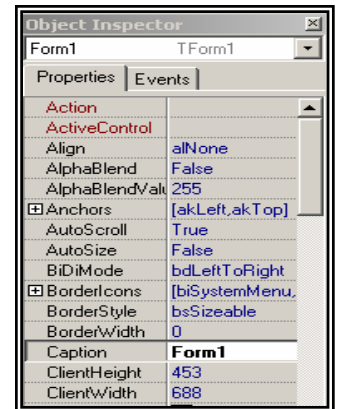 Object Inspector
Form1 TForm1
Properties Events
Action
ActiveControl
Align alNone
AlphaBlend False
AlphaBlendValu 255
Anchors [akLeft,akTop]
AutoScroll True
AutoSize False
BiDiMode bdLeftToRight
BorderIcons [biSystemMenu,
BorderStyle bsSizeable
BorderWidth 0
Caption Form1
ClientHeight 453
ClientWidth 688